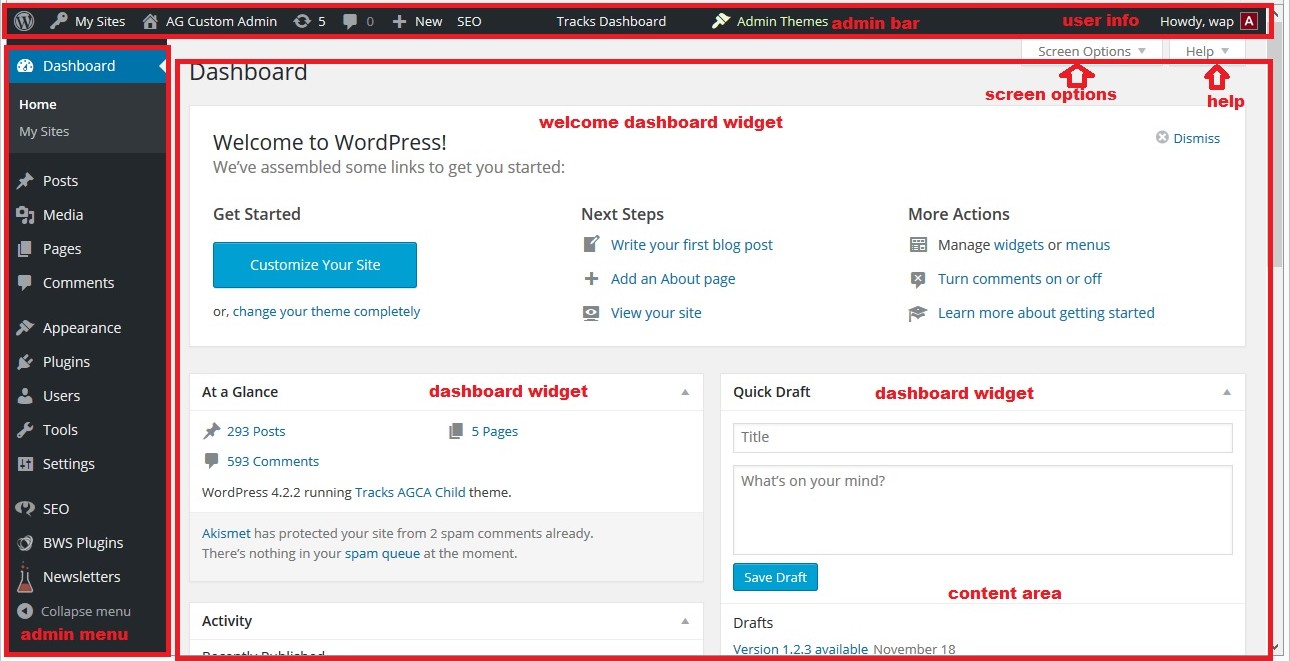 My Sites AG Custom Admin 5 0 New SEO Tracks Dashboard Admin Themes admin bar user info Howdy, wap A
Dashboard
Home
My Sites
Posts
Media
Pages
Comments
Appearance
Plugins
Users
Tools
Settings
SEO
BWS Plugins
Newsletters
Collapse menu
admin menu
Screen Options Help
screen options help
Dashboard
welcome dashboard widget
Welcome to WordPress!
We've assembled some links to get you started:
Dismiss
Get Started
Customize Your Site
or, change your theme completely
Next Steps
Write your first blog post
Add an About page
View your site
More Actions
Manage widgets or menus
Turn comments on or off
Learn more about getting started
At a Glance dashboard widget
293 Posts 5 Pages
593 Comments
WordPress 4.2.2 running Tracks AGCA Child theme.
Akismet has protected your site from 2 spam comments already.
There's nothing in your spam queue at the moment.
Activity
Recently Published
Quick Draft dashboard widget
Title
What's on your mind?
Save Draft
content area
Drafts
Version 1.2.3 available November 18